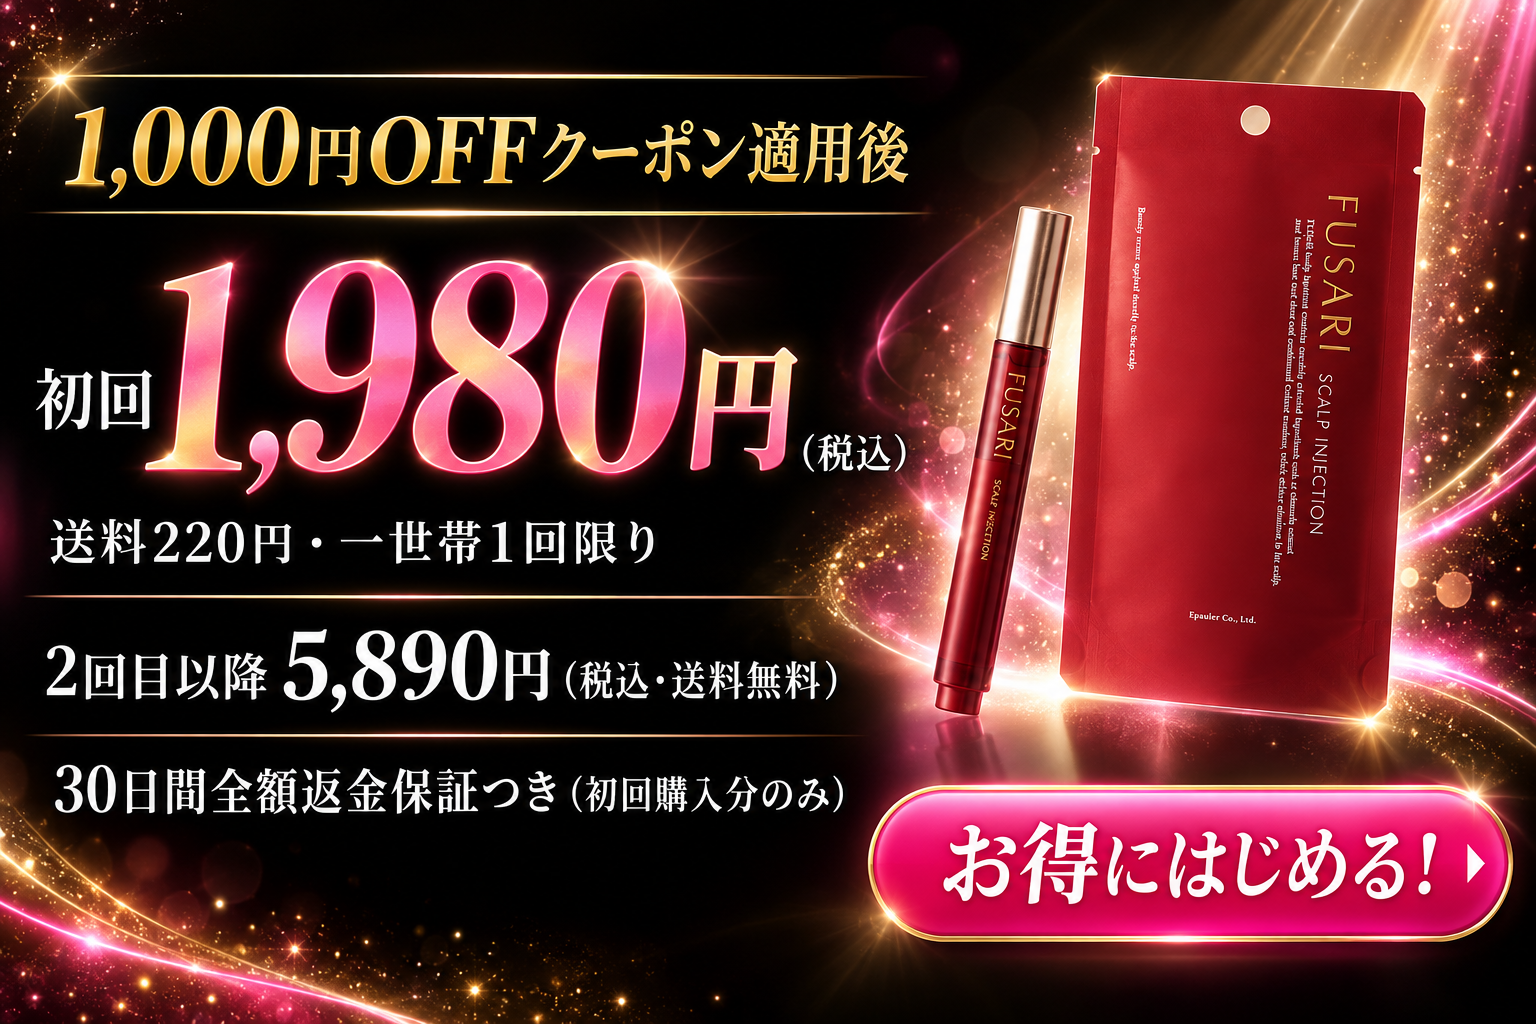 1,000円OFFクーポン適用後
初回1,980円(税込)
送料220円・一世帯1回限り
2回目以降 5,890円(税込・送料無料)
30日間全額返金保証つき(初回購入分のみ)
FUSARI SCALP INJECTION
FUSARI SCALP INJECTION
Epauler Co., Ltd.
お得にはじめる!